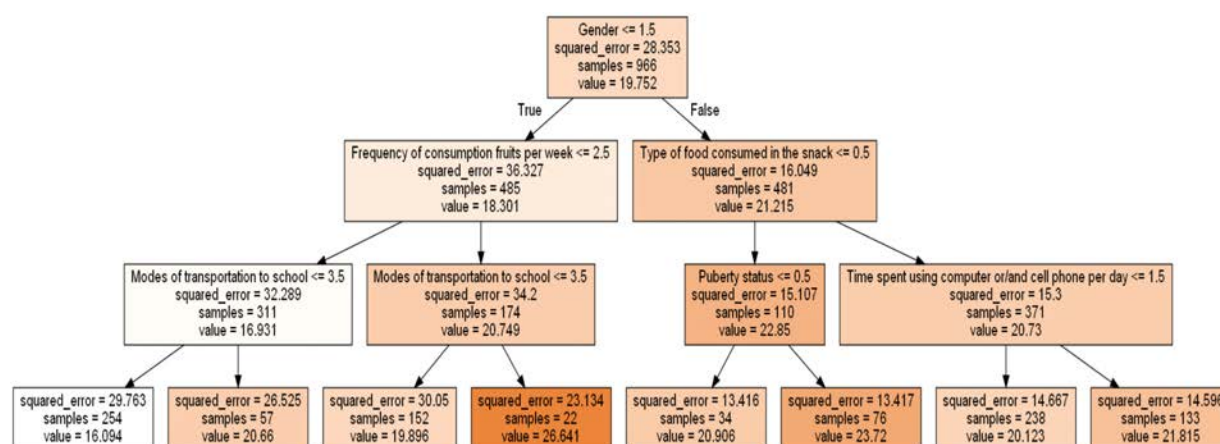 Gender <= 1.5
squared_error = 28.353
samples = 966
value = 19.752
True
False
Frequency of consumption fruits per week <= 2.5
squared_error = 36.327
samples = 485
value = 18.301
Type of food consumed in the snack <= 0.5
squared_error = 16.049
samples = 481
value = 21.215
Modes of transportation to school <= 3.5
squared_error = 32.289
samples = 311
value = 16.931
Modes of transportation to school <= 3.5
squared_error = 34.2
samples = 174
value = 20.749
Puberty status <= 0.5
squared_error = 15.107
samples = 110
value = 22.85
Time spent using computer or/and cell phone per day <= 1.5
squared_error = 15.3
samples = 371
value = 20.73
squared_error = 29.763
samples = 254
value = 16.094
squared_error = 26.525
samples = 57
value = 20.66
squared_error = 30.05
samples = 152
value = 19.896
squared_error = 23.134
samples = 22
value = 26.641
squared_error = 13.416
samples = 34
value = 20.906
squared_error = 13.417
samples = 76
value = 23.72
squared_error = 14.667
samples = 238
value = 20.123
squared_error = 14.596
samples = 133
value = 21.815